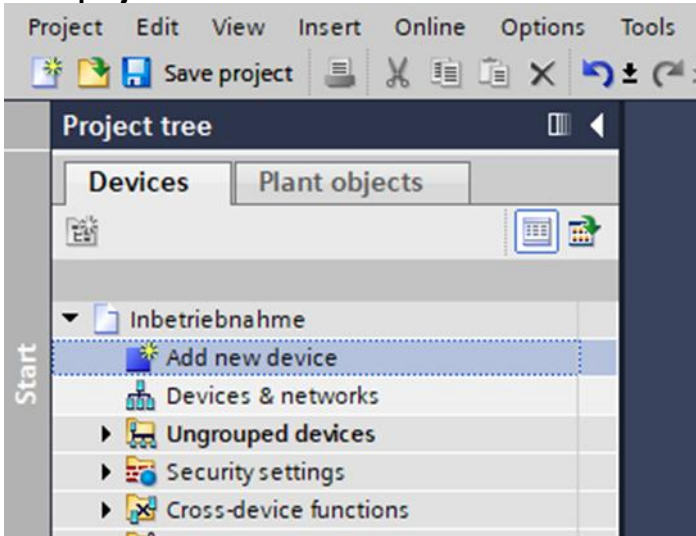 Project Edit View Insert Online Options Tools
Save project
Project tree
Devices Plant objects
Inbetriebnahme
Add new device
Devices & networks
Ungrouped devices
Security settings
Cross-device functions
Start